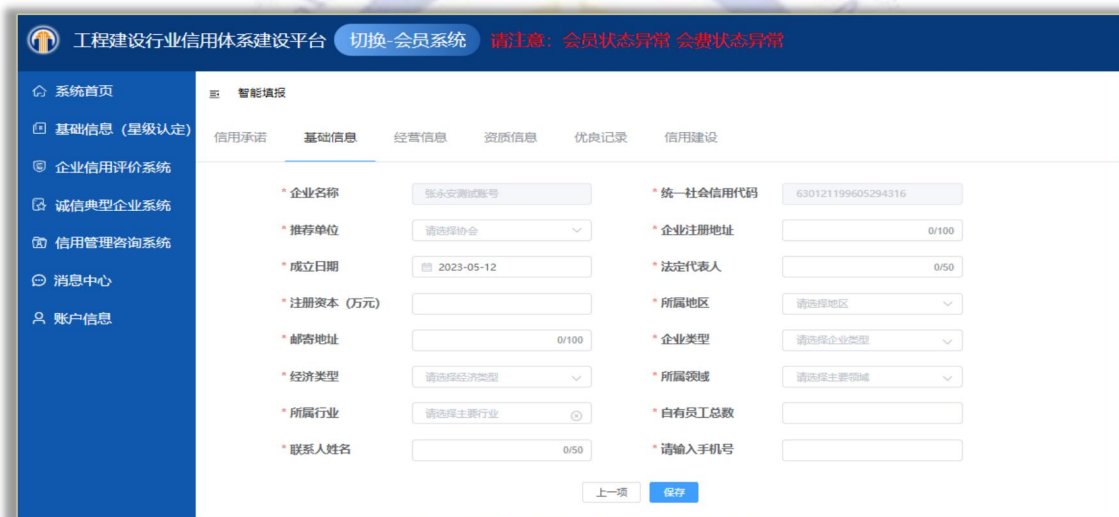 工程建设行业信用体系建设平台 切换-会员系统 请注意：会员状态异常 会费状态异常
系统首页
基础信息（星级认定）
企业信用评价系统
诚信典型企业系统
信用管理咨询系统
消息中心
账户信息
智能填报
信用承诺 基础信息 经营信息 资质信息 优良记录 信用建设
* 企业名称 张永安测试账号 * 统一社会信用代码 630121199605294316
* 推荐单位 请选择协会 * 企业注册地址 0/100
* 成立日期 2023-05-12 * 法定代表人 0/50
* 注册资本（万元） * 所属地区 请选择地区
* 邮寄地址 0/100 * 企业类型 请选择企业类型
* 经济类型 请选择经济类型 * 所属领域 请选择主要领域
* 所属行业 请选择主要行业 * 自有员工总数
* 联系人姓名 0/50 * 请输入手机号
上一项 保存